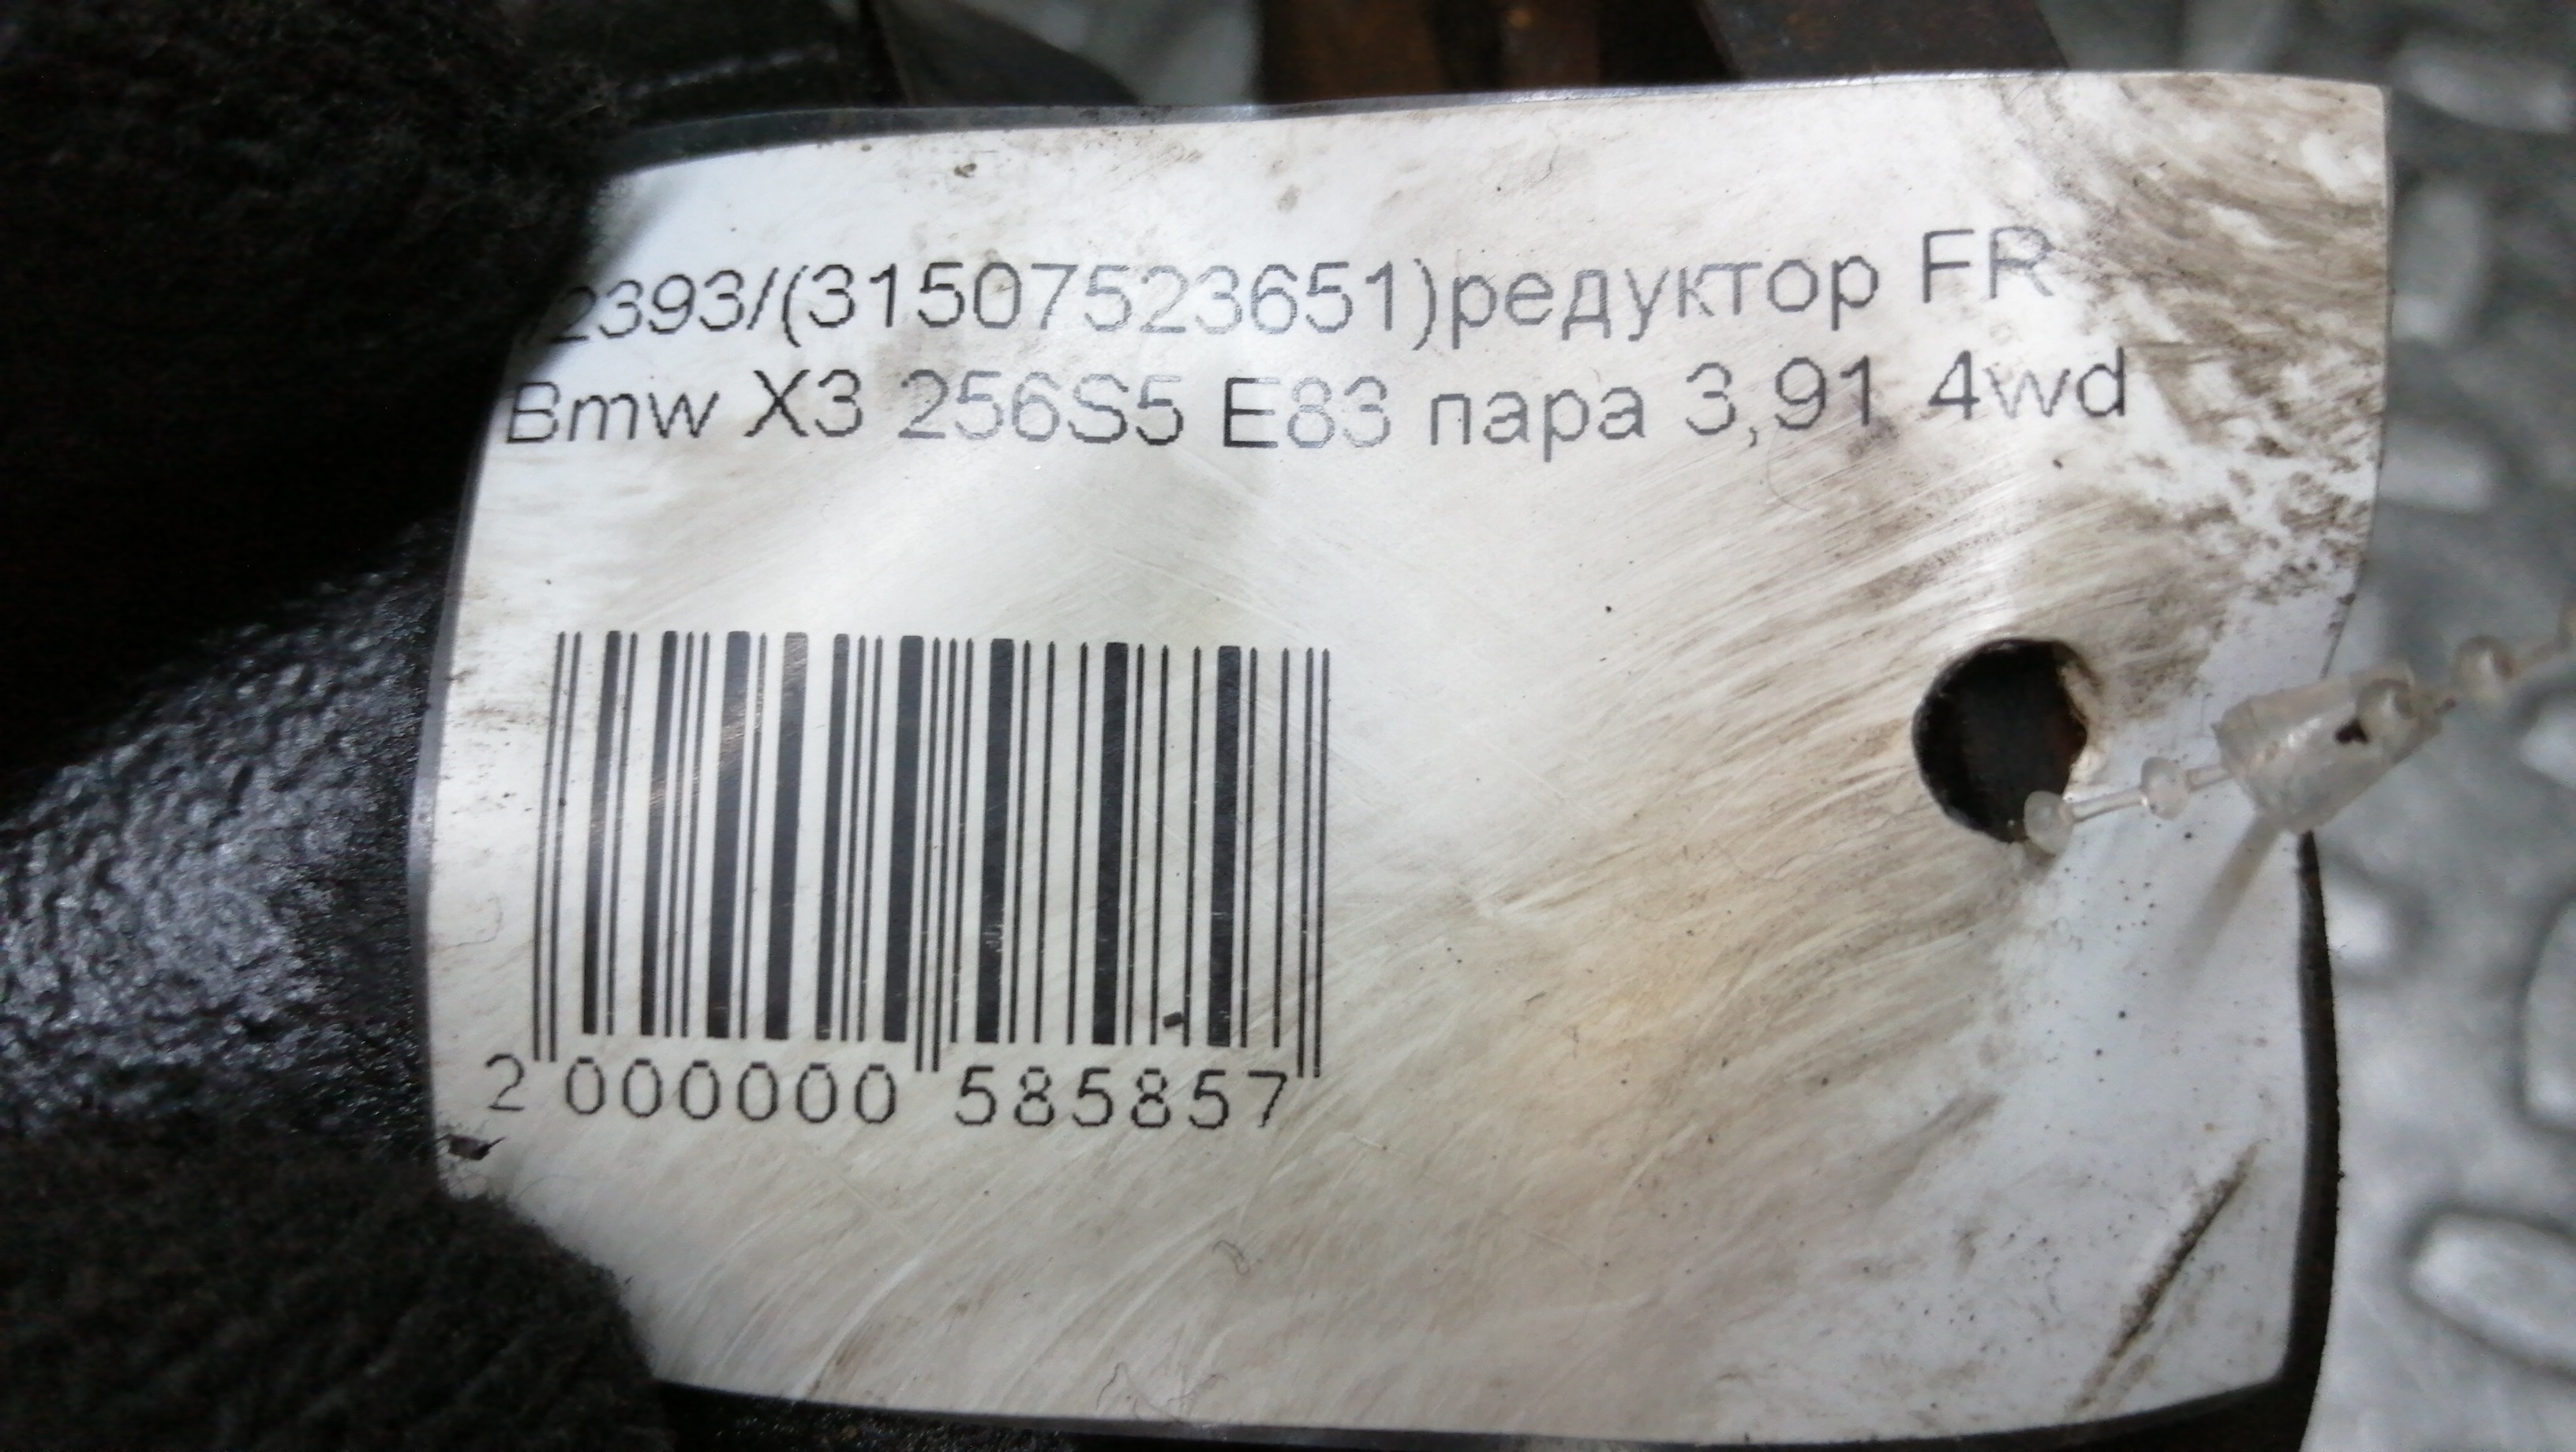 2393/(31507523651)редуктор FR
Bmw X3 256S5 E83 пара 3,91 4wd
2 000000 585857